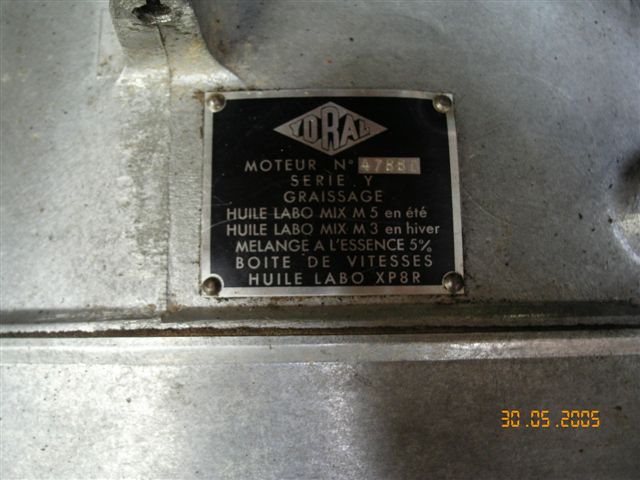 YDRAL
MOTEUR N°
SERIE Y
GRAISSAGE
HUILE LABO MIX M 5 en été
HUILE LABO MIX M 3 en hiver
MELANGE A L'ESSENCE 5%
BOITE DE VITESSES
HUILE LABO XP8R
30.05.2005